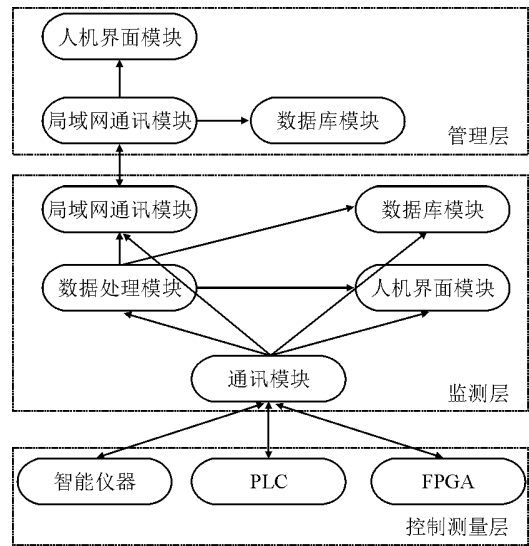 人机界面模块
局域网通讯模块
数据库模块
管理层
局域网通讯模块
数据库模块
数据处理模块
人机界面模块
通讯模块
监测层
智能仪器
PLC
FPGA
控制测量层